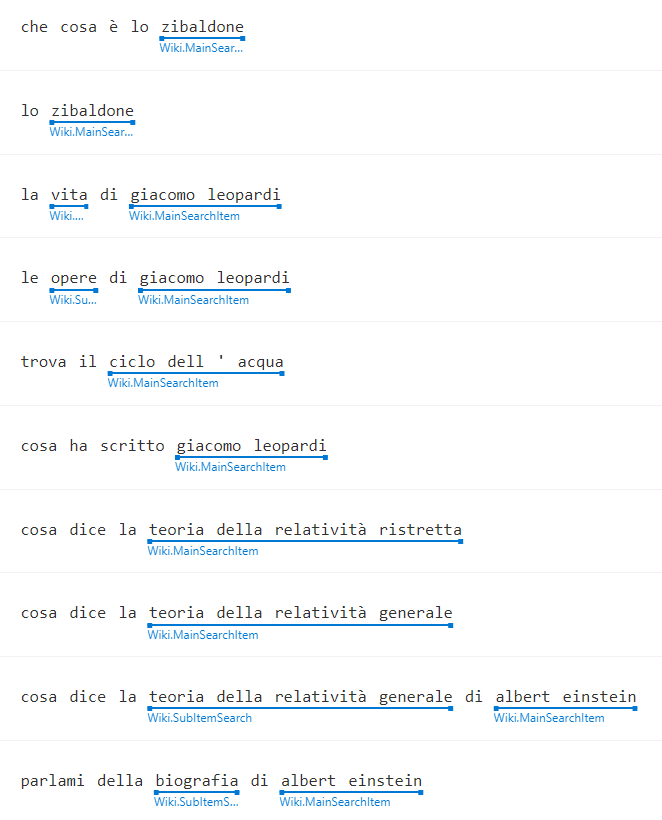 che cosa è lo zibaldone
Wiki.MainSear...
lo zibaldone
Wiki.MainSear...
la vita di giacomo leopardi
Wiki.... Wiki.MainSearchItem
le opere di giacomo leopardi
Wiki.Su... Wiki.MainSearchItem
trova il ciclo dell ' acqua
Wiki.MainSearchItem
cosa ha scritto giacomo leopardi
Wiki.MainSearchItem
cosa dice la teoria della relatività ristretta
Wiki.MainSearchItem
cosa dice la teoria della relatività generale
Wiki.MainSearchItem
cosa dice la teoria della relatività generale di albert einstein
Wiki.SubItemSearch Wiki.MainSearchItem
parlami della biografia di albert einstein
Wiki.SubItemS... Wiki.MainSearchItem